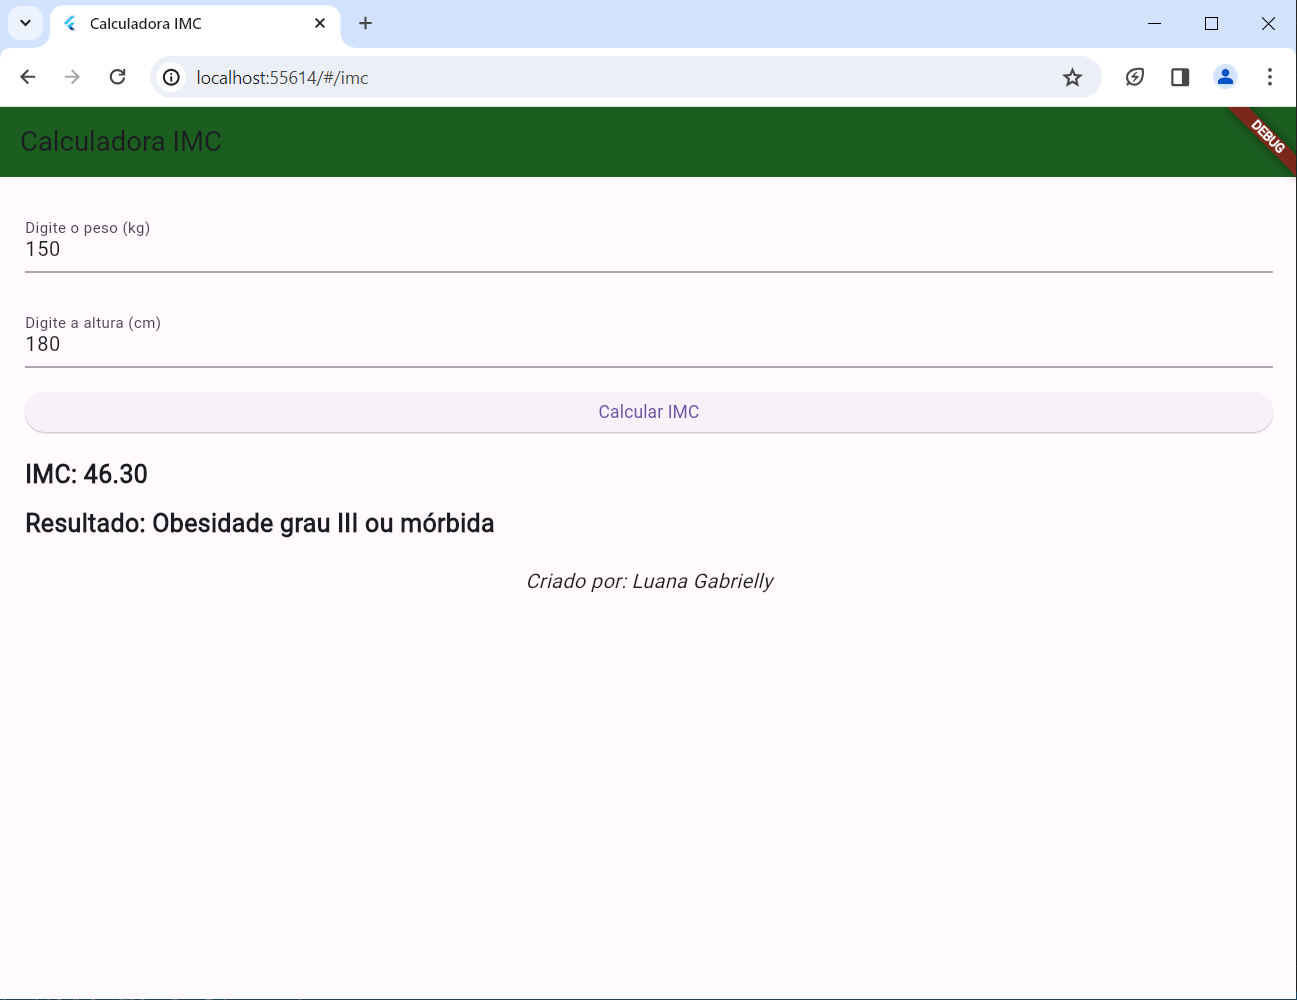 Calculadora IMC
localhost:55614/#/imc
Calculadora IMC
DEBUG
Digite o peso (kg)
150
Digite a altura (cm)
180
Calcular IMC
IMC: 46.30
Resultado: Obesidade grau III ou mórbida
Criado por: Luana Gabrielly